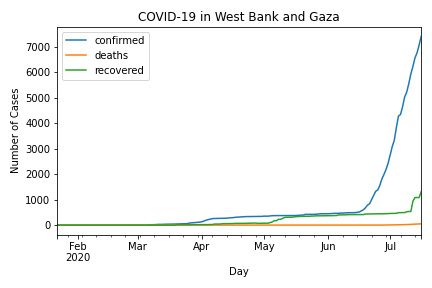 COVID-19 in West Bank and Gaza
confirmed
deaths
recovered
Number of Cases
7000
6000
5000
4000
3000
2000
1000
0
Feb
2020
Mar
Apr
May
Jun
Jul
Day